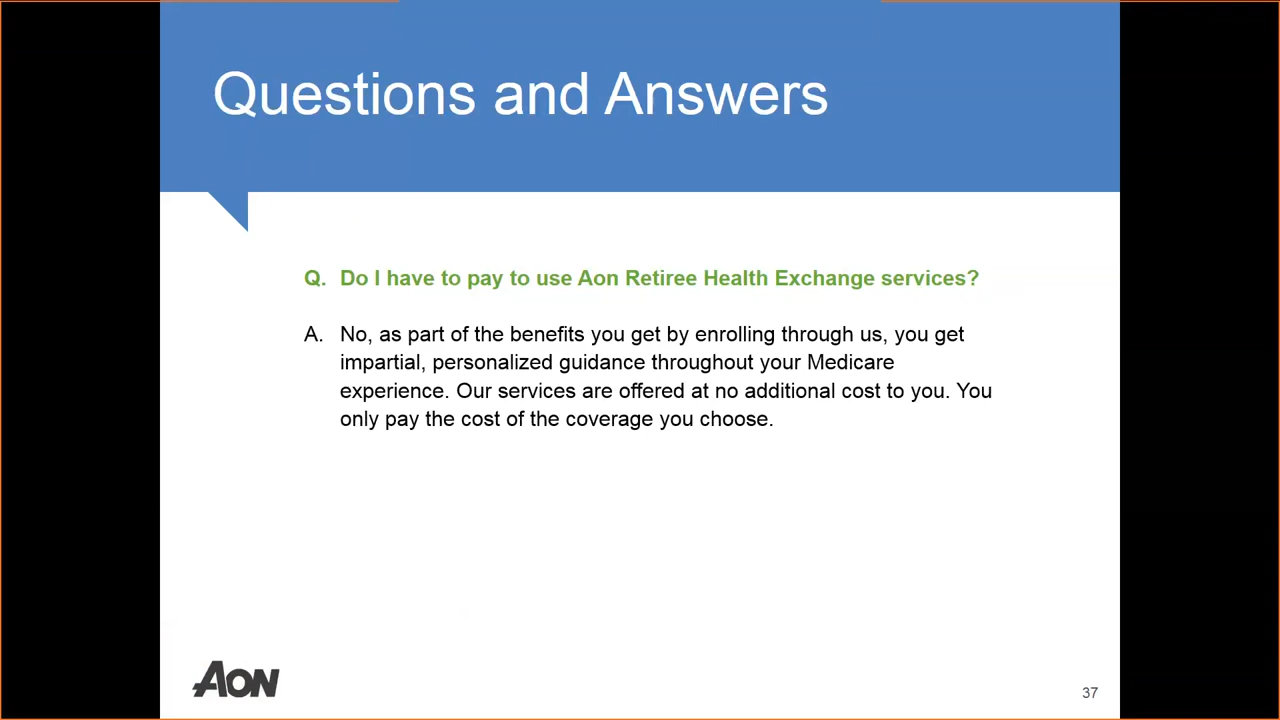 Questions and Answers
Q. Do I have to pay to use Aon Retiree Health Exchange services?
A. No, as part of the benefits you get by enrolling through us, you get
impartial, personalized guidance throughout your Medicare
experience. Our services are offered at no additional cost to you. You
only pay the cost of the coverage you choose.
AON
37